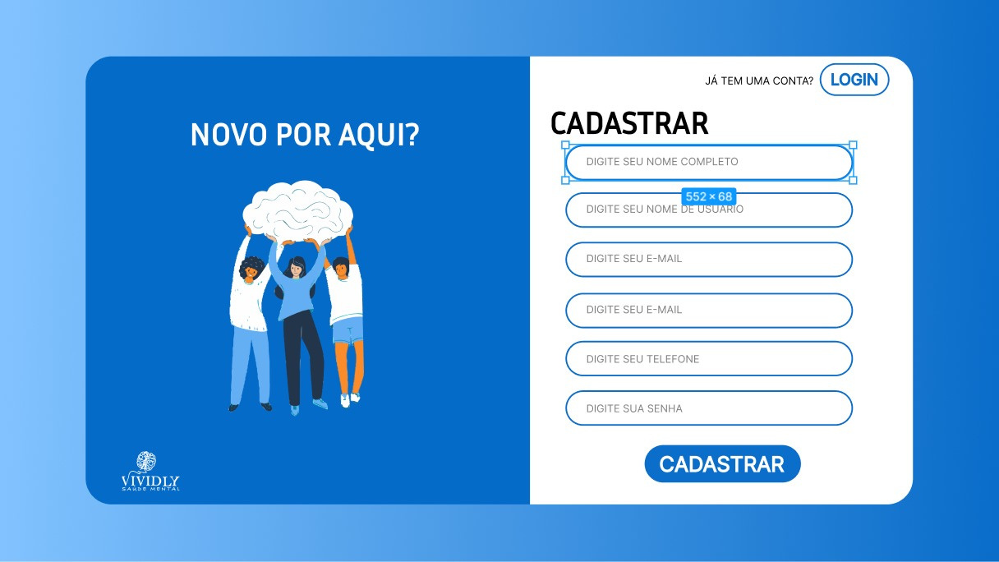 NOVO POR AQUI?
VIVIDLY
SAÚDE MENTAL
JÁ TEM UMA CONTA? LOGIN
CADASTRAR
DIGITE SEU NOME COMPLETO
552 × 68
DIGITE SEU NOME DE USUÁRIO
DIGITE SEU E-MAIL
DIGITE SEU E-MAIL
DIGITE SEU TELEFONE
DIGITE SUA SENHA
CADASTRAR